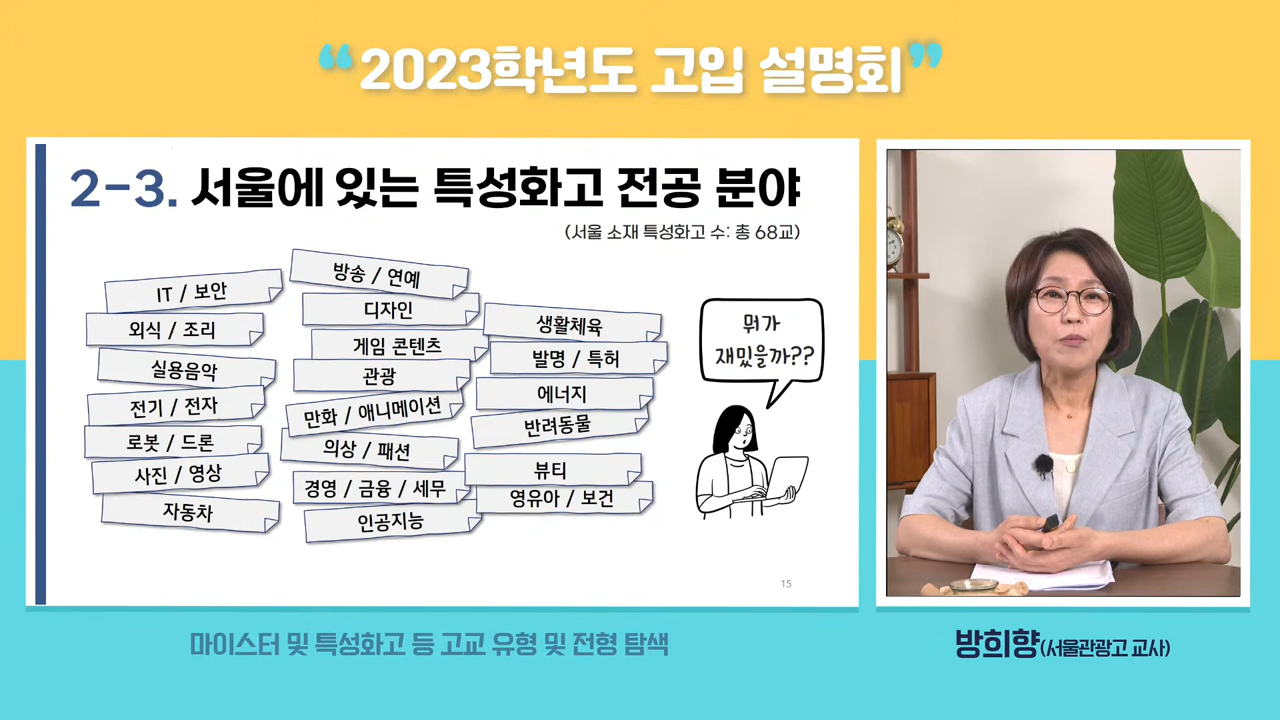 “2023학년도 고입 설명회”
2-3. 서울에 있는 특성화고 전공 분야
(서울 소재 특성화고 수: 총 68교)
IT / 보안
외식 / 조리
실용음악
전기 / 전자
로봇 / 드론
사진 / 영상
자동차
방송 / 연예
디자인
게임 콘텐츠
관광
만화 / 애니메이션
의상 / 패션
경영 / 금융 / 세무
인공지능
생활체육
발명 / 특허
에너지
반려동물
뷰티
영유아 / 보건
뭐가
재밌을까??
15
마이스터 및 특성화고 등 고교 유형 및 전형 탐색
방희향(서울관광고 교사)